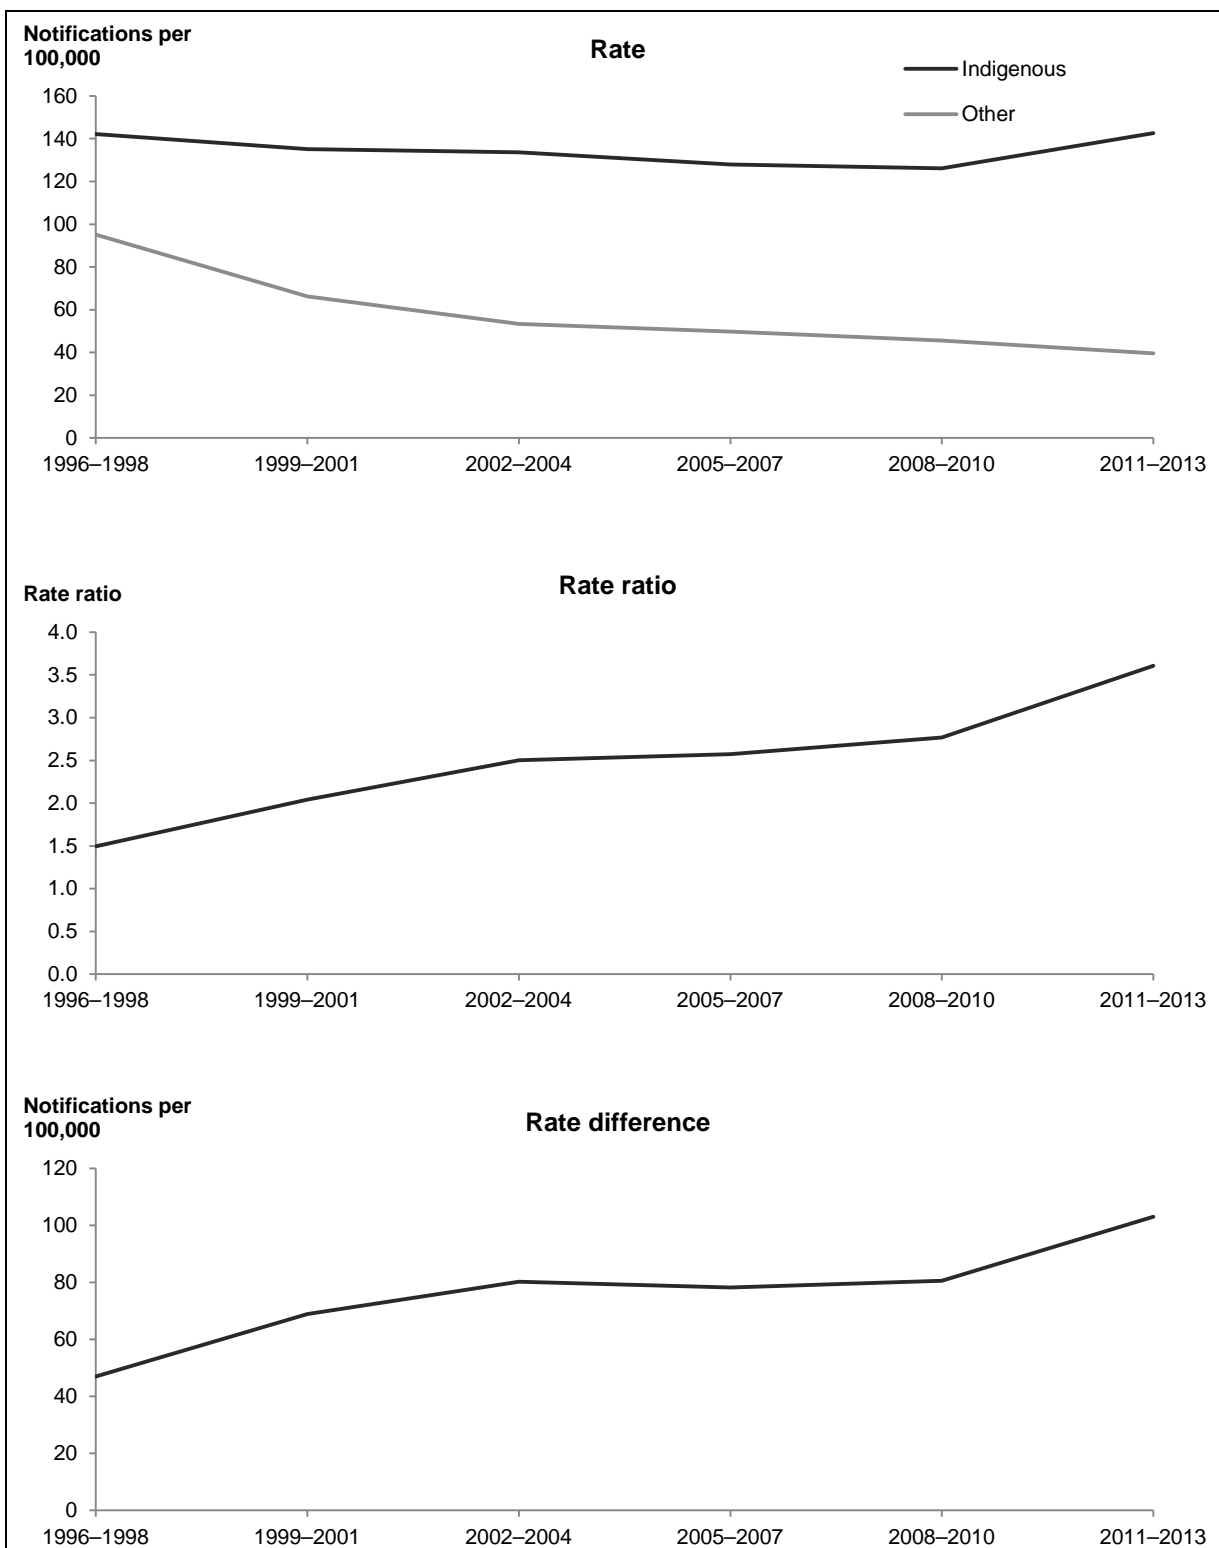 Notifications per
100,000
Rate
Indigenous
Other
160
140
120
100
80
60
40
20
0
1996–1998 1999–2001 2002–2004 2005–2007 2008–2010 2011–2013
Rate ratio
Rate ratio
4.0
3.5
3.0
2.5
2.0
1.5
1.0
0.5
0.0
1996–1998 1999–2001 2002–2004 2005–2007 2008–2010 2011–2013
Notifications per
100,000
Rate difference
120
100
80
60
40
20
0
1996–1998 1999–2001 2002–2004 2005–2007 2008–2010 2011–2013